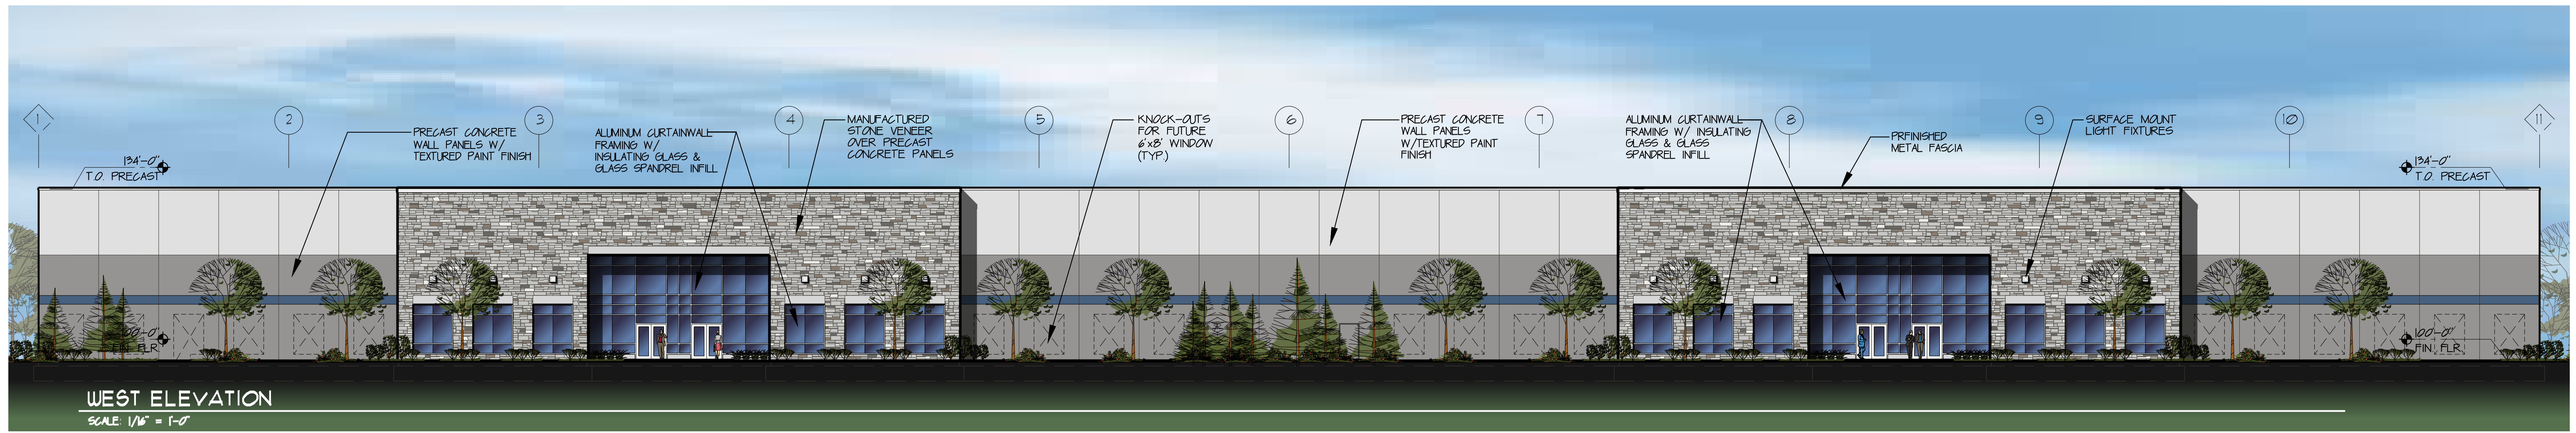 1
2
3
4
5
6
7
8
9
10
11
PRECAST CONCRETE
WALL PANELS W/
TEXTURED PAINT FINISH
ALUMINUM CURTAINWALL
FRAMING W/
INSULATING GLASS &
GLASS SPANDREL INFILL
MANUFACTURED
STONE VENEER
OVER PRECAST
CONCRETE PANELS
KNOCK-OUTS
FOR FUTURE
6'x8' WINDOW
(TYP.)
PRECAST CONCRETE
WALL PANELS
W/TEXTURED PAINT
FINISH
ALUMINUM CURTAINWALL
FRAMING W/ INSULATING
GLASS & GLASS
SPANDREL INFILL
PRFINISHED
METAL FASCIA
SURFACE MOUNT
LIGHT FIXTURES
134'-0"
T.O. PRECAST
134'-0"
T.O. PRECAST
100'-0"
FIN. FLR.
100'-0"
FIN. FLR.
WEST ELEVATION
SCALE: 1/16" = 1'-0"